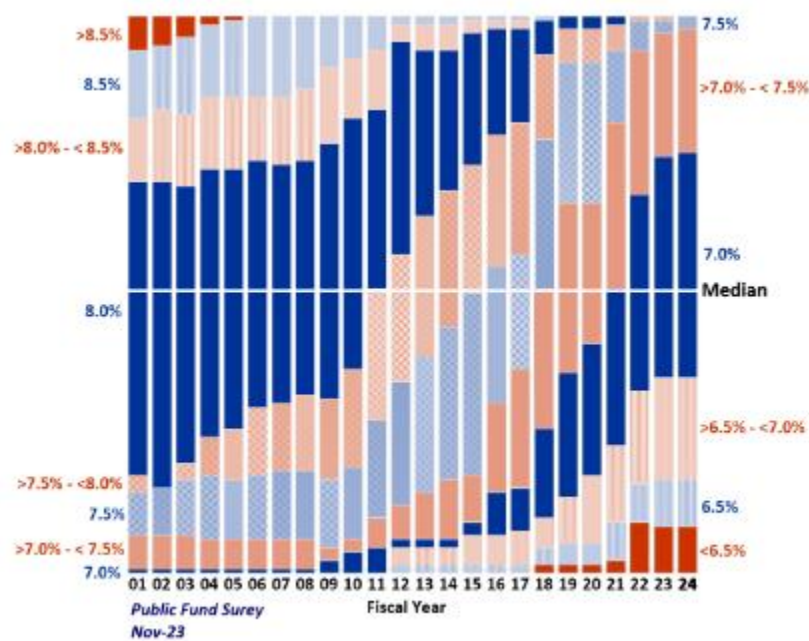 >8.5%
8.5%
>8.0% - < 8.5%
8.0%
>7.5% - <8.0%
7.5%
>7.0% - < 7.5%
7.0%
7.5%
>7.0% - < 7.5%
7.0%
Median
>6.5% - <7.0%
6.5%
<6.5%
01 02 03 04 05 06 07 08 09 10 11 12 13 14 15 16 17 18 19 20 21 22 23 24
Public Fund Surey
Nov-23
Fiscal Year